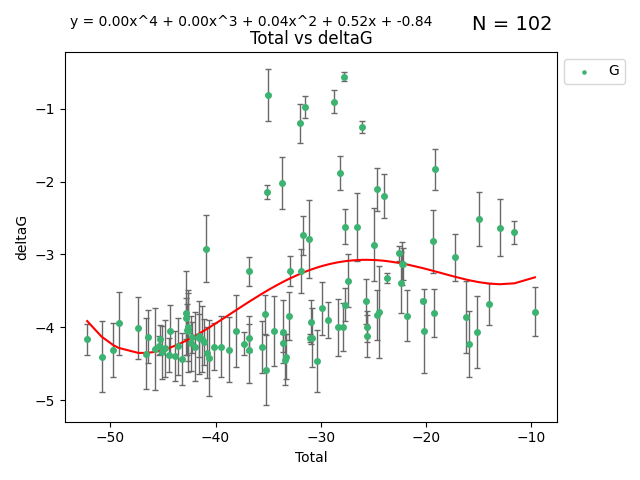 y = 0.00x^4 + 0.00x^3 + 0.04x^2 + 0.52x + -0.84
N = 102
Total vs deltaG
G
deltaG
−1
−2
−3
−4
−5
−50 −40 −30 −20 −10
Total